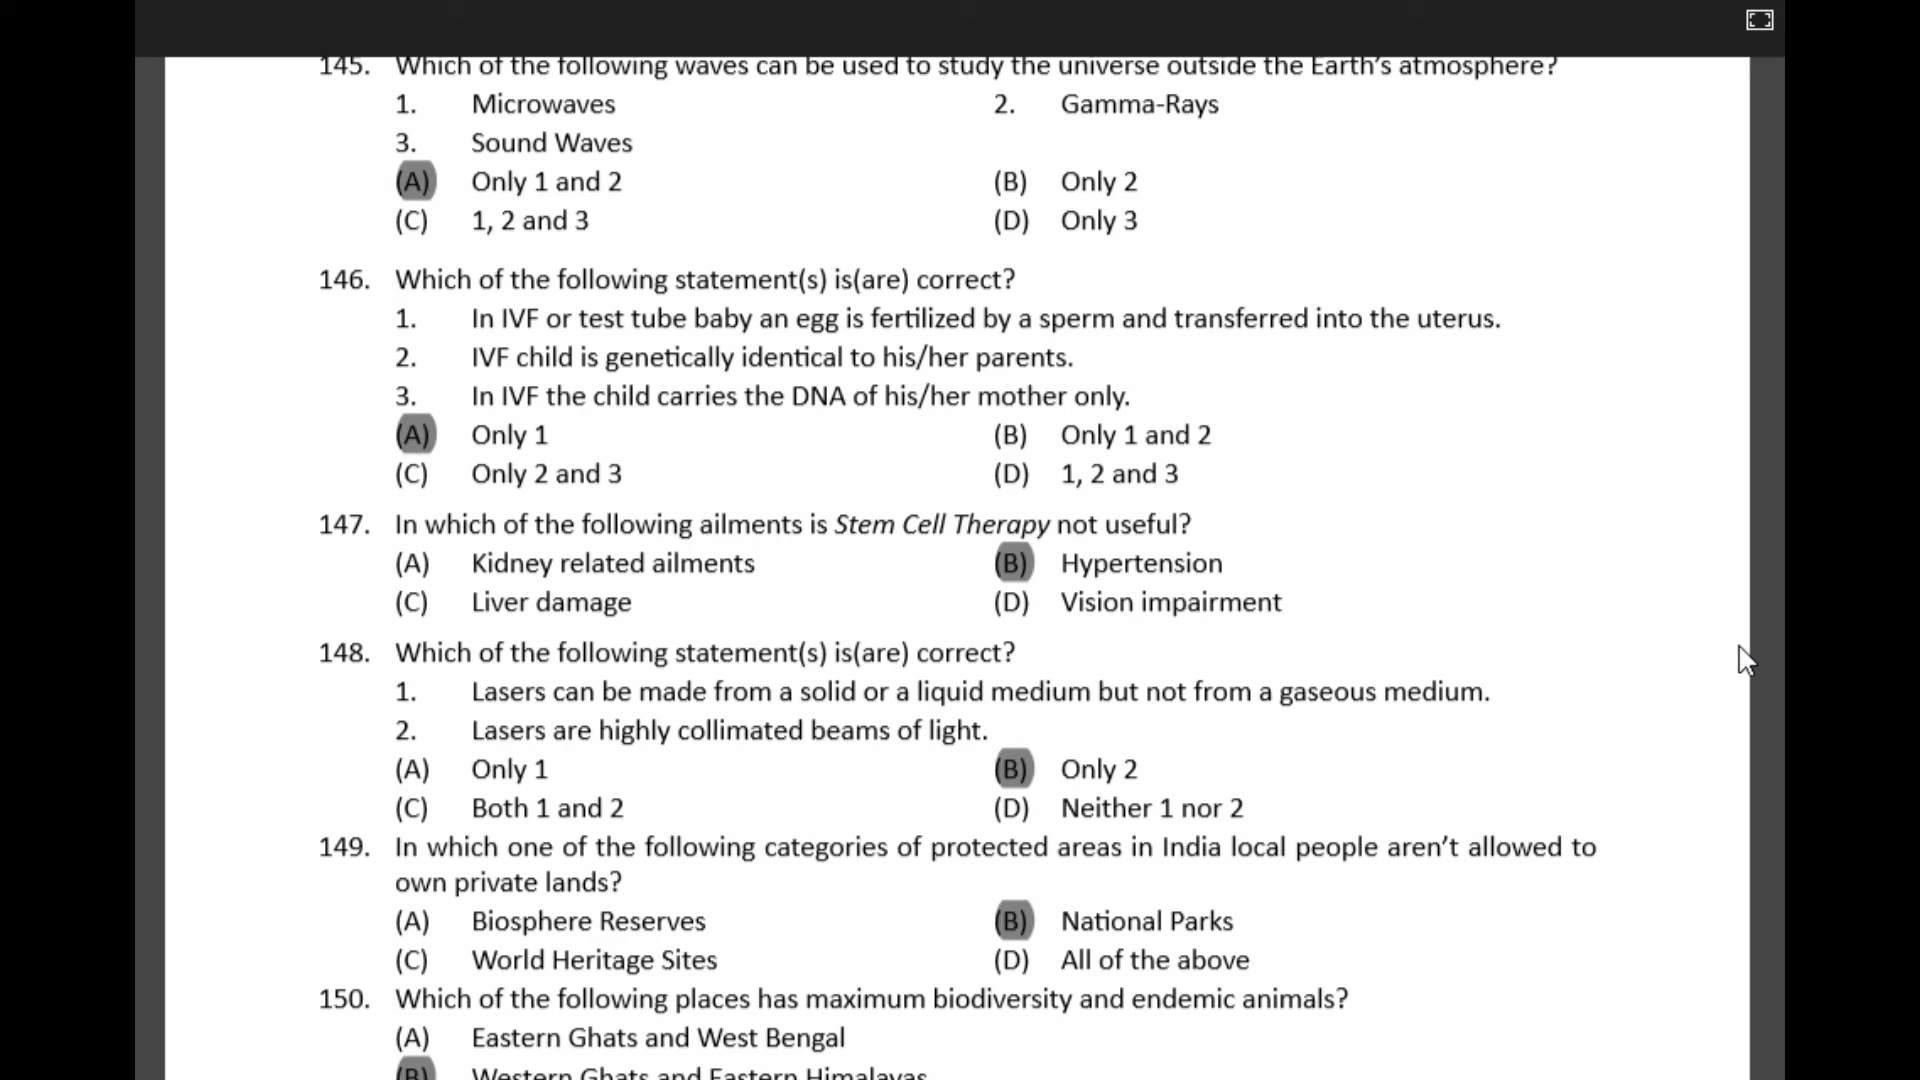 145. Which of the following waves can be used to study the universe outside the Earth's atmosphere?
1. Microwaves 2. Gamma-Rays
3. Sound Waves
(A) Only 1 and 2 (B) Only 2
(C) 1, 2 and 3 (D) Only 3
146. Which of the following statement(s) is(are) correct?
1. In IVF or test tube baby an egg is fertilized by a sperm and transferred into the uterus.
2. IVF child is genetically identical to his/her parents.
3. In IVF the child carries the DNA of his/her mother only.
(A) Only 1 (B) Only 1 and 2
(C) Only 2 and 3 (D) 1, 2 and 3
147. In which of the following ailments is Stem Cell Therapy not useful?
(A) Kidney related ailments (B) Hypertension
(C) Liver damage (D) Vision impairment
148. Which of the following statement(s) is(are) correct?
1. Lasers can be made from a solid or a liquid medium but not from a gaseous medium.
2. Lasers are highly collimated beams of light.
(A) Only 1 (B) Only 2
(C) Both 1 and 2 (D) Neither 1 nor 2
149. In which one of the following categories of protected areas in India local people aren't allowed to
own private lands?
(A) Biosphere Reserves (B) National Parks
(C) World Heritage Sites (D) All of the above
150. Which of the following places has maximum biodiversity and endemic animals?
(A) Eastern Ghats and West Bengal
(B) Western Ghats and Eastern Himalayas